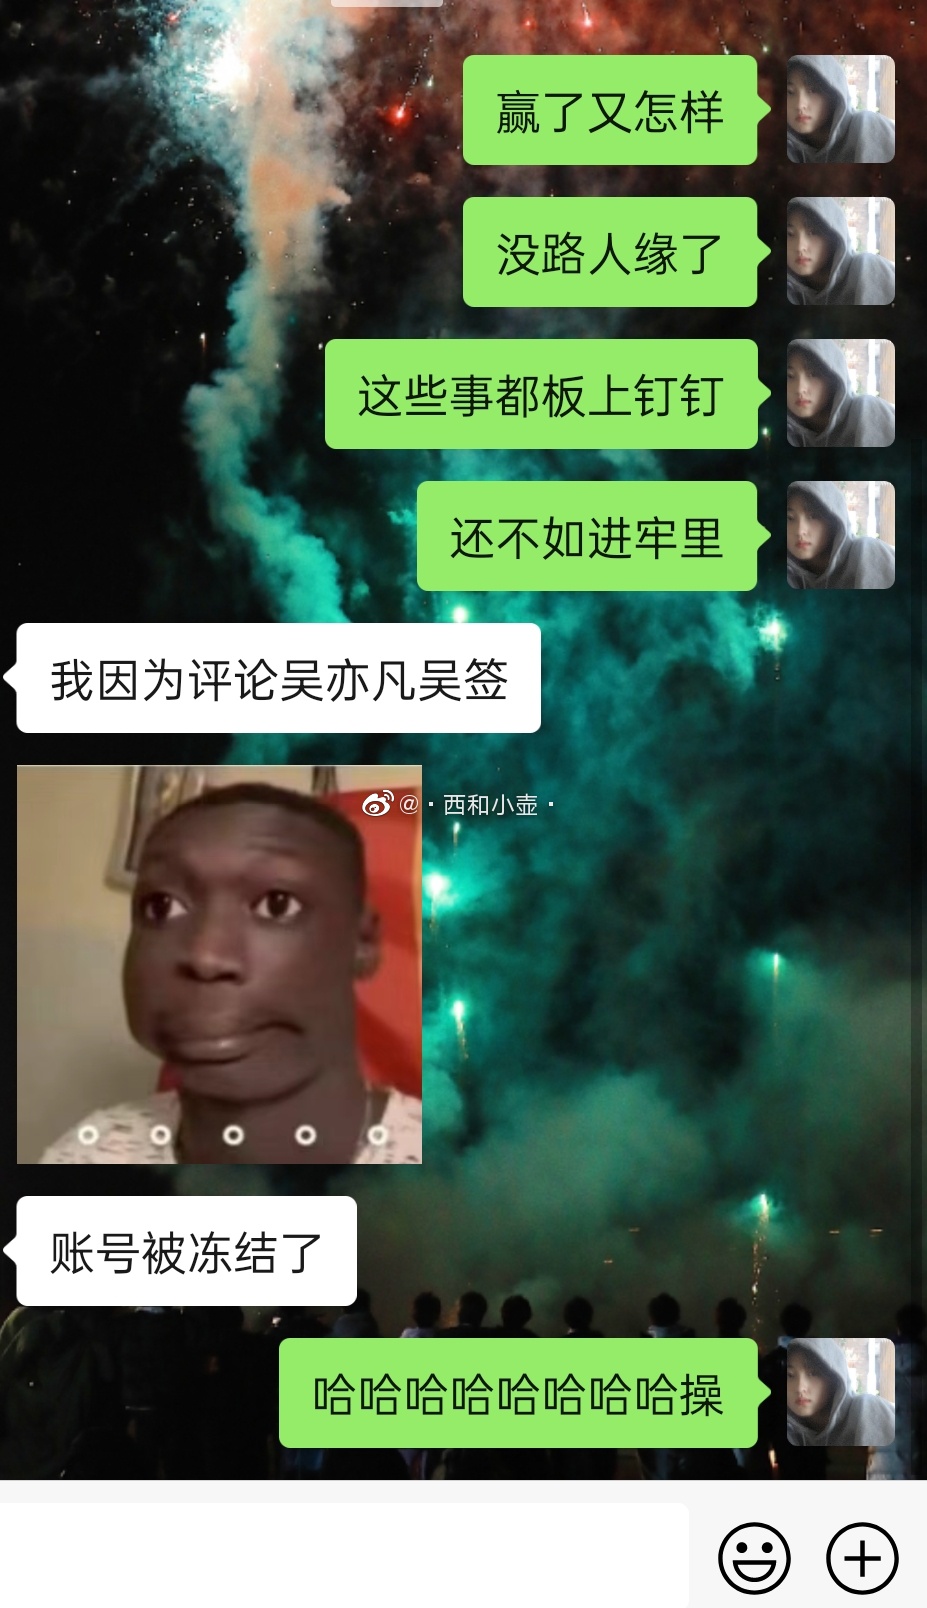 赢了又怎样
没路人缘了
这些事都板上钉钉
还不如进牢里
我因为评论吴亦凡吴签
@·西和小壶·
账号被冻结了
哈哈哈哈哈哈哈哈操